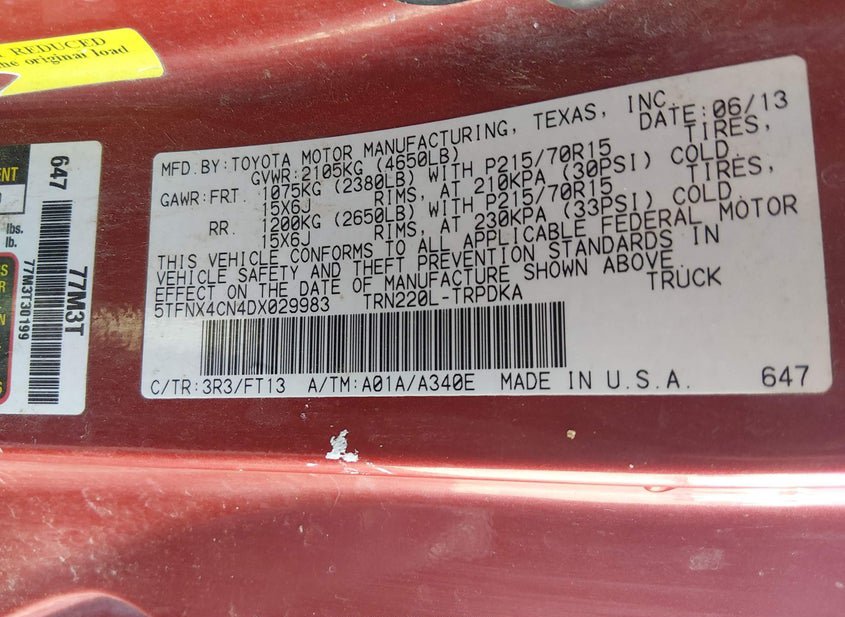 REDUCED
the original load
ENT
lbs.
lb.
647
77M3T
77M3T30199
MFD.BY:TOYOTA MOTOR MANUFACTURING, TEXAS, INC.
GVWR:2105KG (4650LB) DATE:06/13
GAWR:FRT. 1075KG (2380LB) WITH P215/70R15 TIRES,
15X6J RIMS, AT 210KPA (30PSI) COLD
RR. 1200KG (2650LB) WITH P215/70R15 TIRES,
15X6J RIMS, AT 230KPA (33PSI) COLD
THIS VEHICLE CONFORMS TO ALL APPLICABLE FEDERAL MOTOR
VEHICLE SAFETY AND THEFT PREVENTION STANDARDS IN
EFFECT ON THE DATE OF MANUFACTURE SHOWN ABOVE.
5TFNX4CN4DX029983 TRN220L-TRPDKA TRUCK
C/TR:3R3/FT13 A/TM:A01A/A340E MADE IN U.S.A. 647